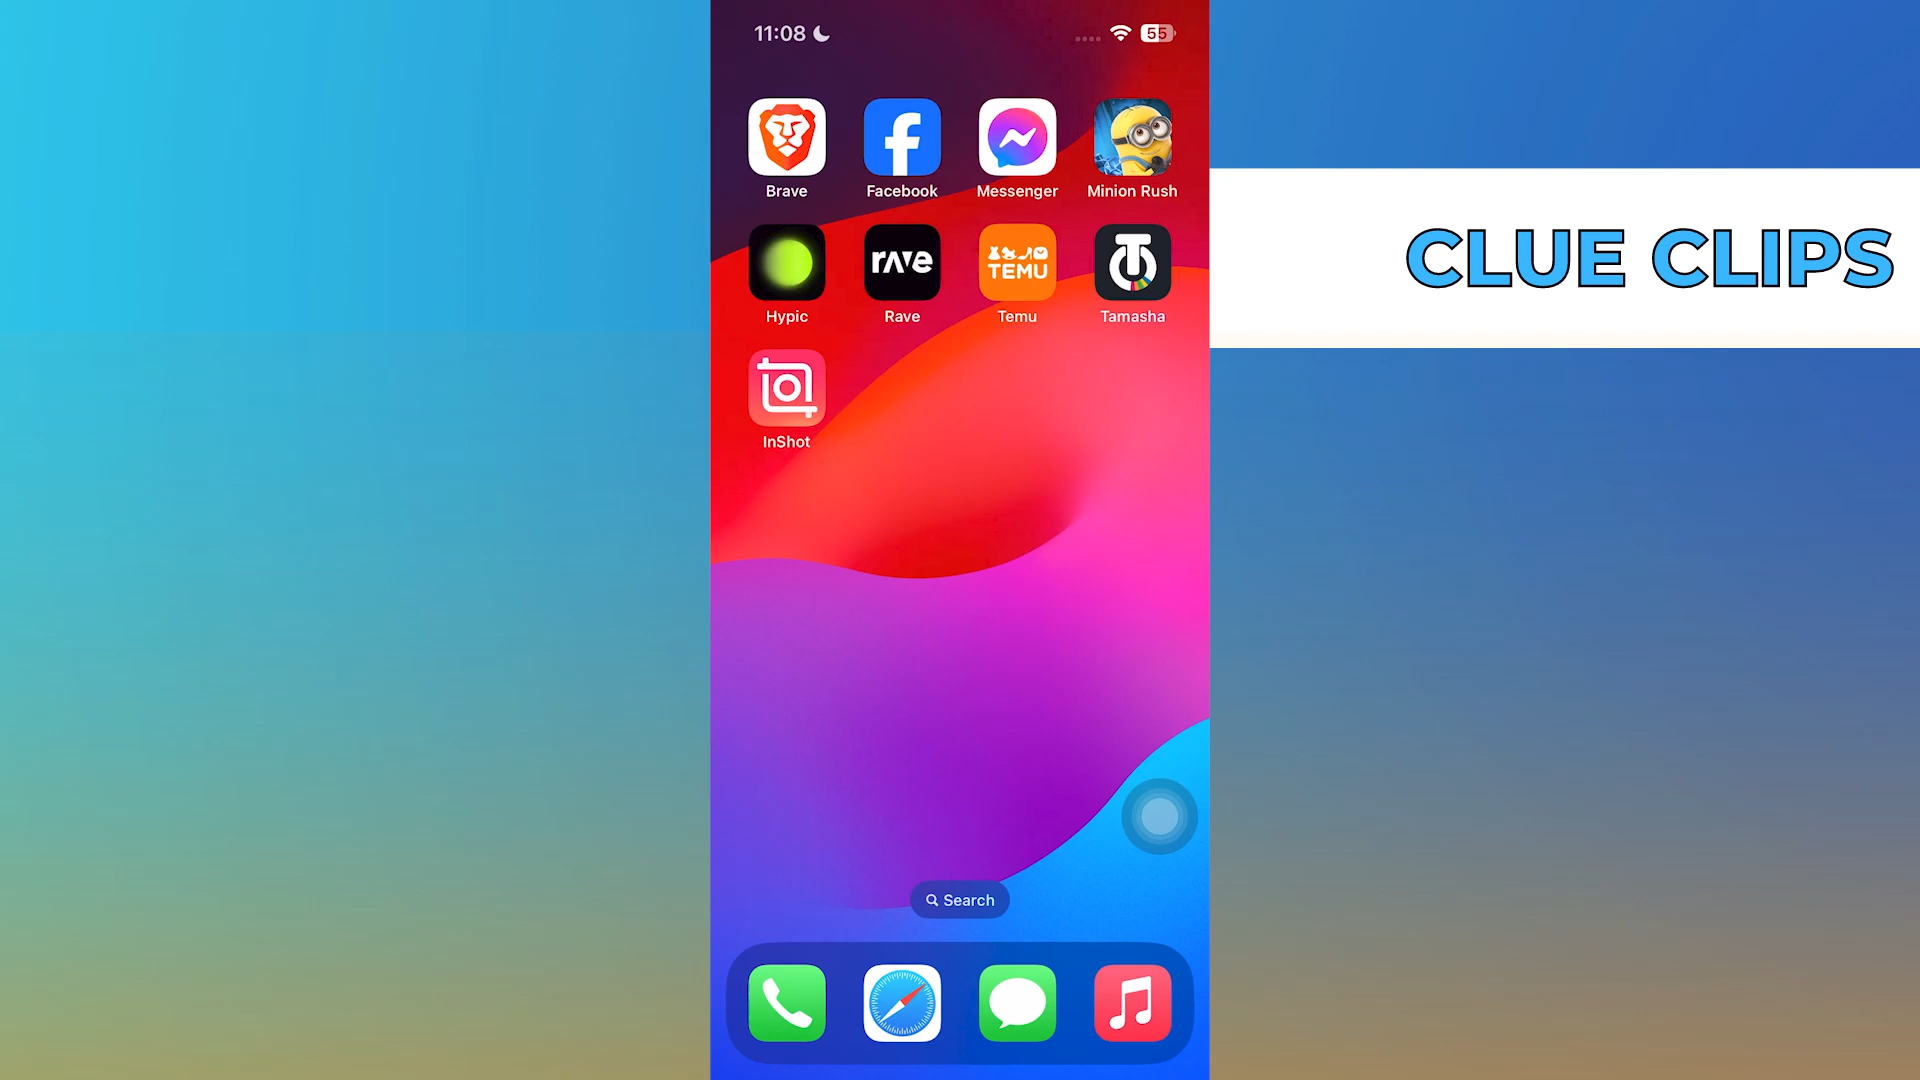 11:08
55
Brave
Facebook
Messenger
Minion Rush
rave
TEMU
Hypic
Rave
Temu
Tamasha
InShot
Search
CLUE CLIPS